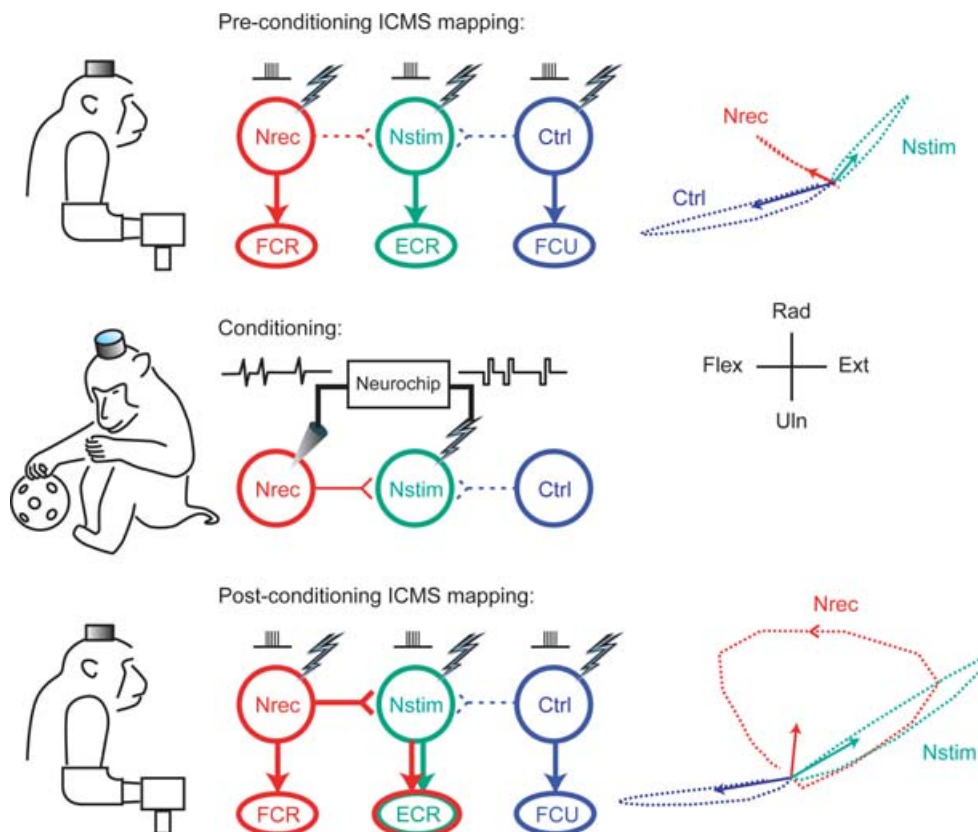 Pre-conditioning ICMS mapping:
Nrec Nstim Ctrl
FCR ECR FCU
Nrec
Nstim
Ctrl
Conditioning:
Neurochip
Nrec Nstim Ctrl
Rad
Flex Ext
Uln
Post-conditioning ICMS mapping:
Nrec Nstim Ctrl
FCR ECR FCU
Nrec
Nstim